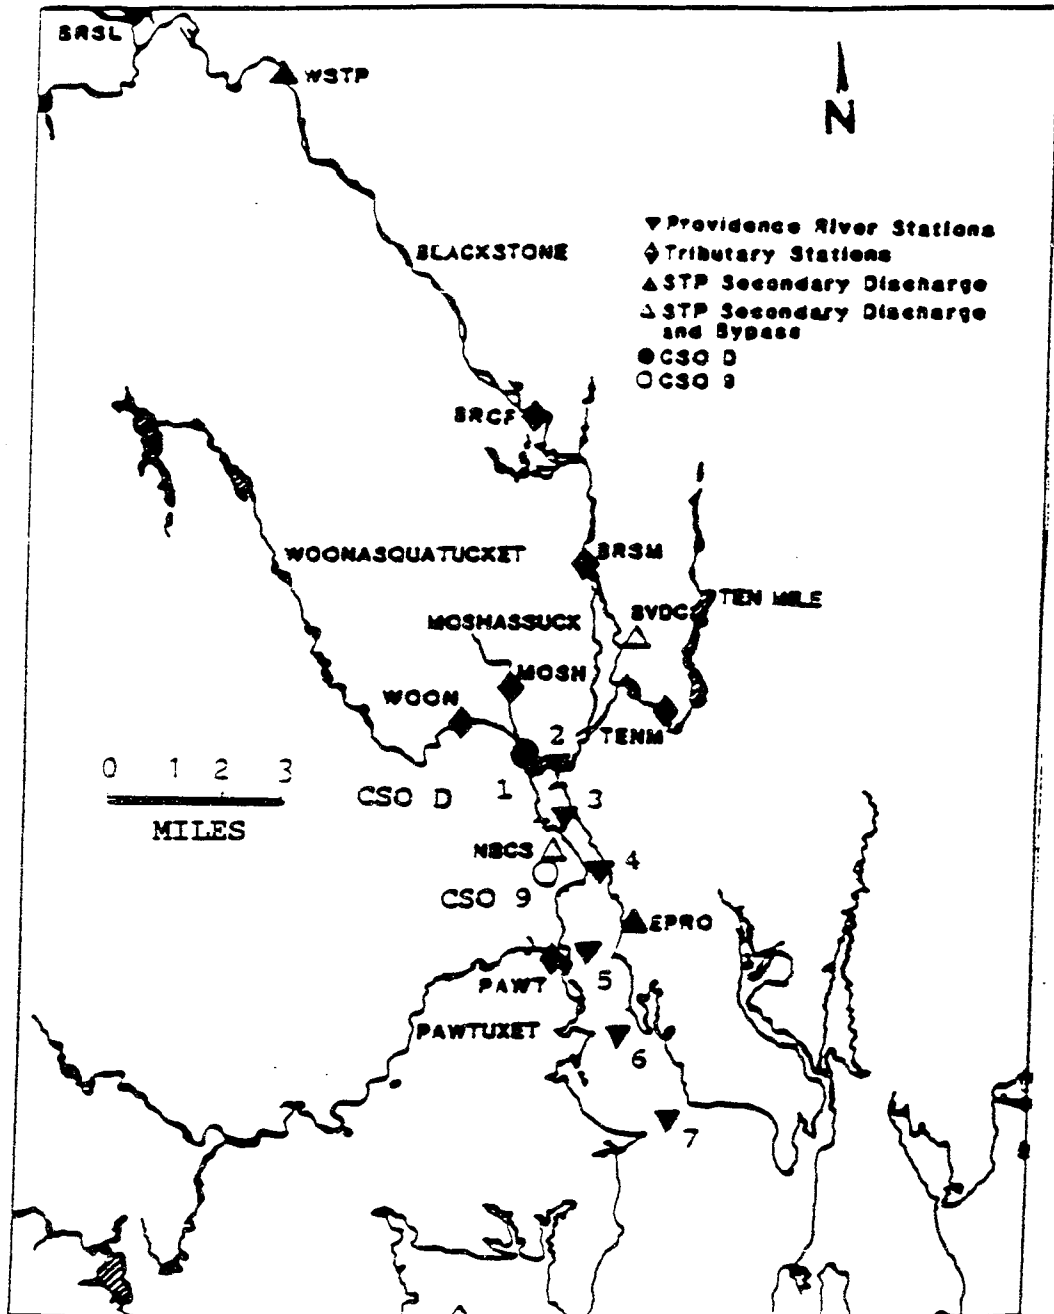 BRSL
WSTP
N
Providence River Stations
Tributary Stations
STP Secondary Discharge
STP Secondary Discharge
and Bypass
CSO D
CSO 9
BLACKSTONE
BRCF
WOONASQUATUCKET
BRSM
TEN MILE
BVDC
MOSHASSUCK
MOSH
WOON
TENM
2
0 1 2 3
MILES
CSO D
1
3
NBCS
4
CSO 9
EPRO
5
PAWT
PAWTUXET
6
7